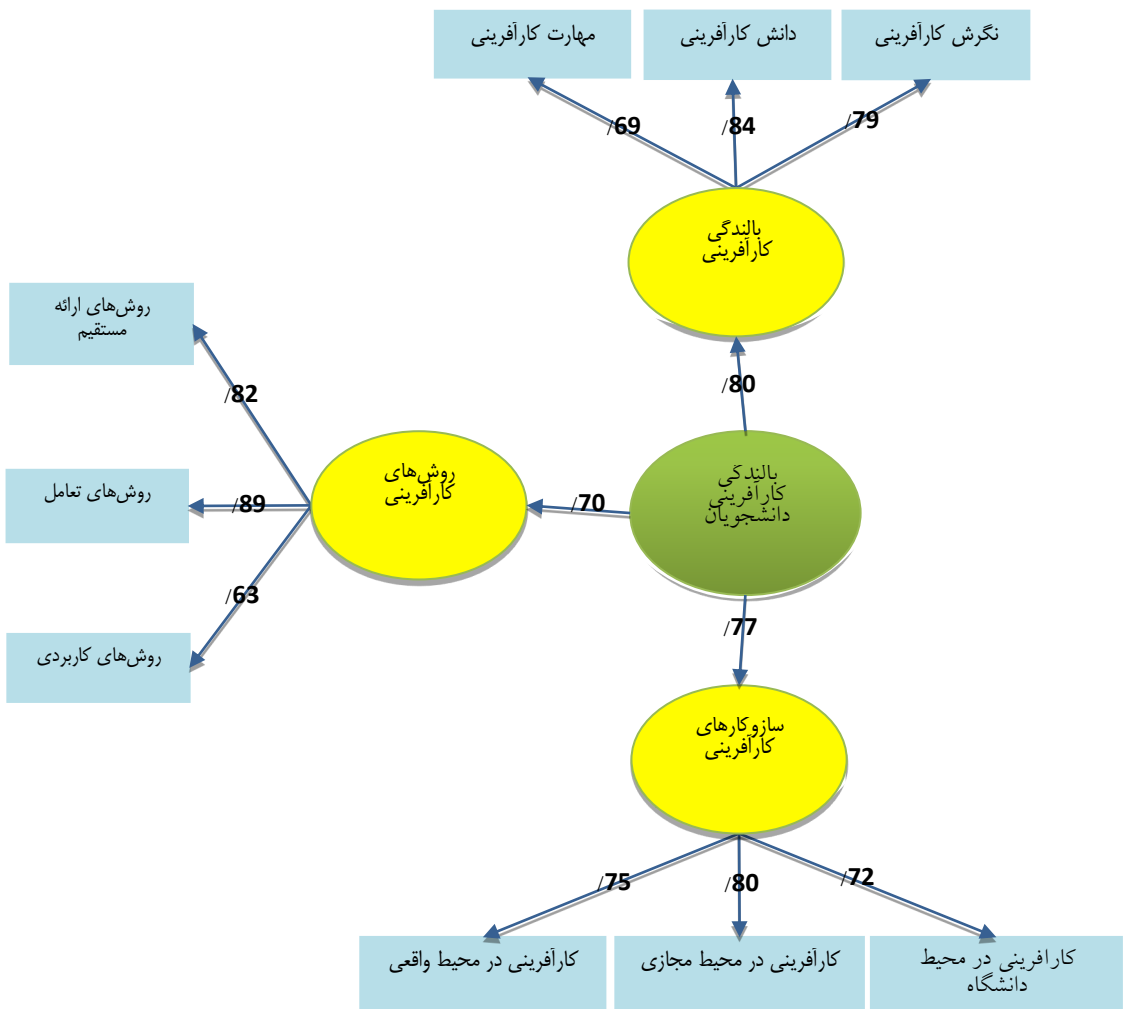 نگرش کارآفرینی
دانش کارآفرینی
مهارت کارآفرینی
/79
/84
/69
بالندگی
کارآفرینی
/80
روش‌های ارائه
مستقیم
/82
بالندگی
کارآفرینی
دانشجویان
/70
روش‌های
کارآفرینی
/89
روش‌های تعامل
/63
روش‌های کاربردی
/77
سازوکارهای
کارآفرینی
/72
/80
/75
کارافرینی در محیط
دانشگاه
کارآفرینی در محیط مجازی
کارآفرینی در محیط واقعی